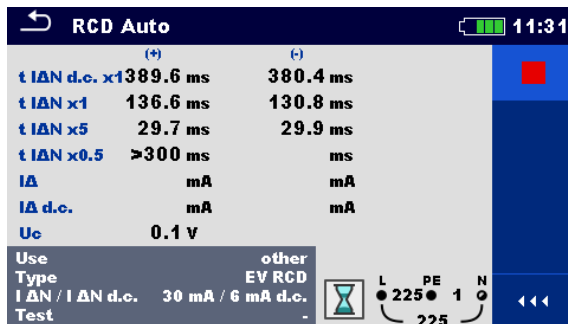 RCD Auto 11:31
(+) (-)
t IΔN d.c. x1 389.6 ms 380.4 ms
t IΔN x1 136.6 ms 130.8 ms
t IΔN x5 29.7 ms 29.9 ms
t IΔN x0.5 >300 ms ms
IΔ mA mA
IΔ d.c. mA mA
Uc 0.1 V
Use other
Type EV RCD
I ΔN / I ΔN d.c. 30 mA / 6 mA d.c.
Test -
L PE N
225 1
225